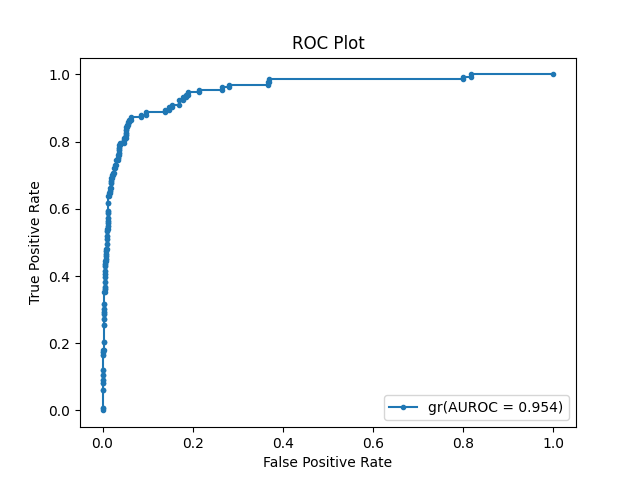 ROC Plot
True Positive Rate
1.0
0.8
0.6
0.4
0.2
0.0
0.0 0.2 0.4 0.6 0.8 1.0
False Positive Rate
gr(AUROC = 0.954)